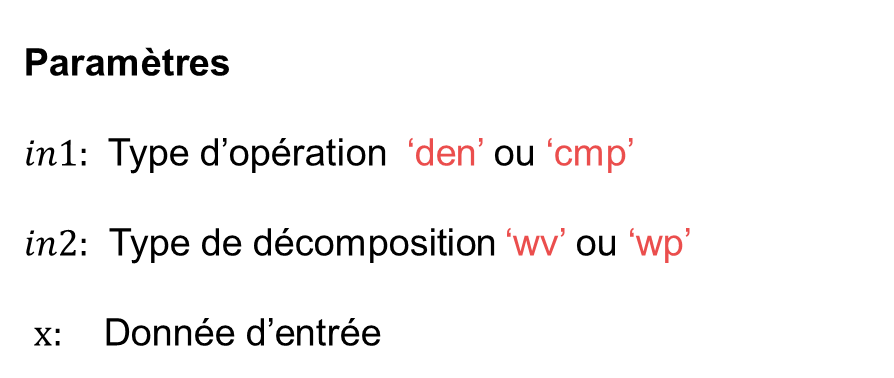 Paramètres
in1: Type d’opération ‘den’ ou ‘cmp’
in2: Type de décomposition ‘wv’ ou ‘wp’
x: Donnée d’entrée